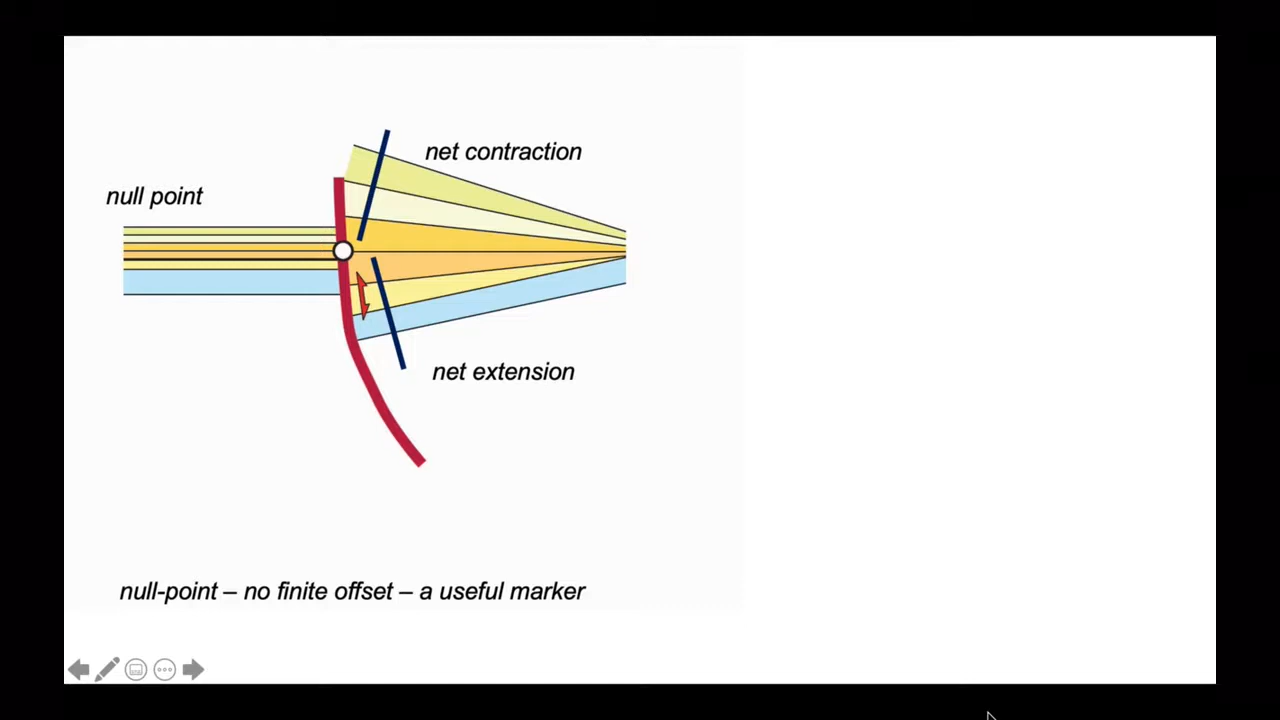 net contraction
null point
net extension
null-point – no finite offset – a useful marker